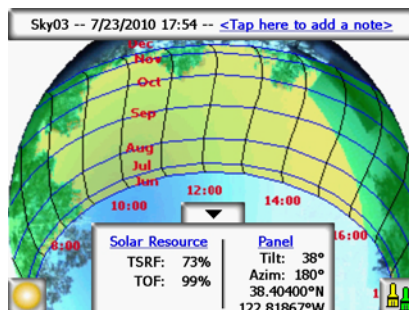 Sky03 -- 7/23/2010 17:54 -- <Tap here to add a note>
Dec
Nov
Oct
Sep
Aug
Jul
Jun
12:00
10:00
14:00
8:00
16:00
Solar Resource
TSRF: 73%
TOF: 99%
Panel
Tilt: 38°
Azim: 180°
38.40400°N
122.81867°W